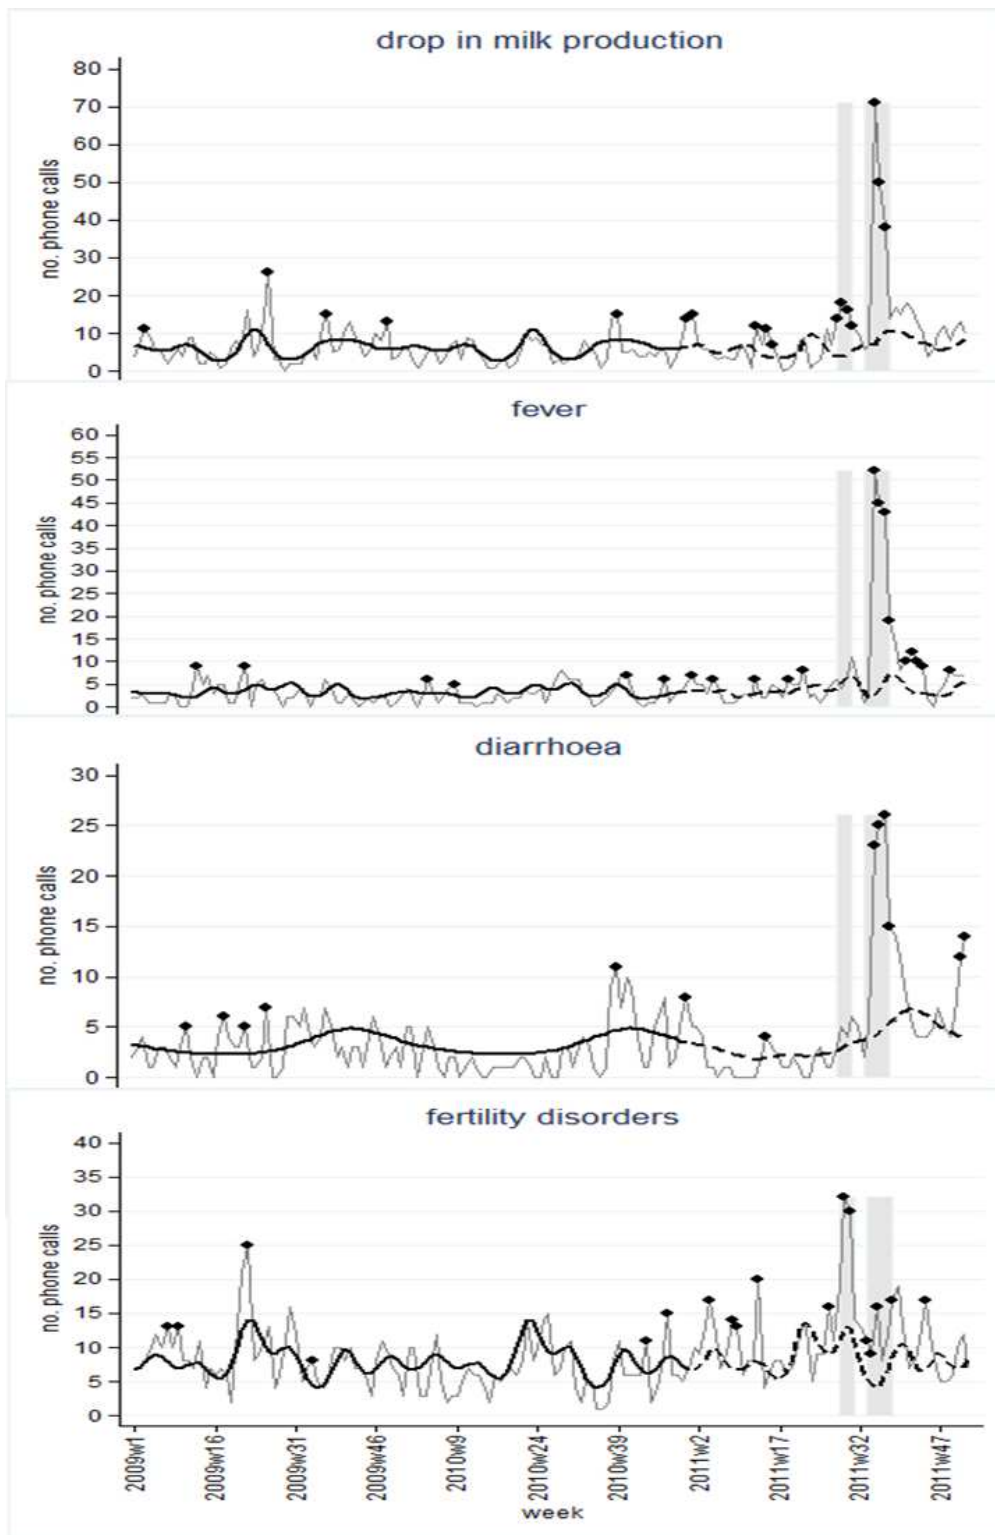 drop in milk production
80
70
60
50
40
30
20
10
0
no. phone calls
fever
60
55
50
45
40
35
30
25
20
15
10
5
0
no. phone calls
diarrhoea
30
25
20
15
10
5
0
no. phone calls
fertility disorders
40
35
30
25
20
15
10
5
0
no. phone calls
2009w1
2009w16
2009w31
2009w46
2010w9
2010w24
2010w39
2011w2
2011w17
2011w32
2011w47
week